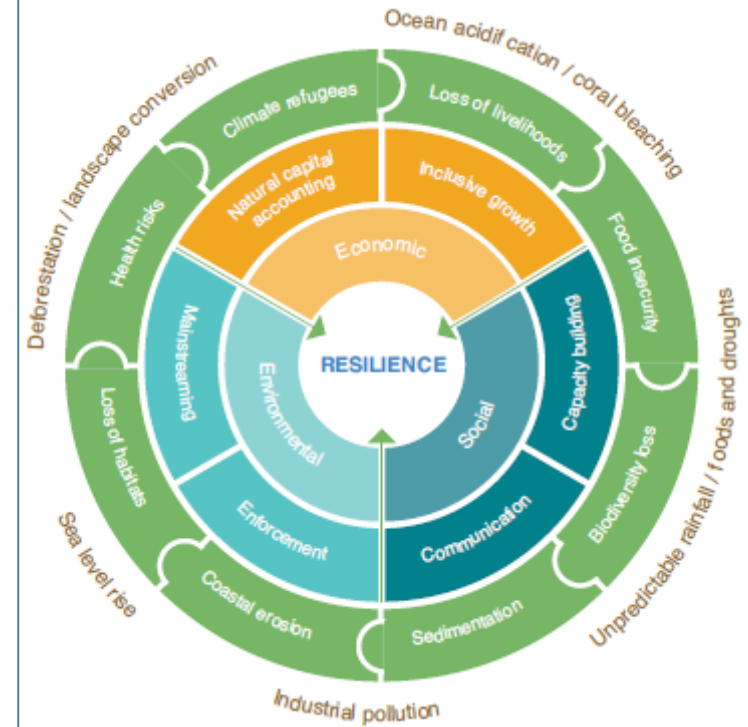 Ocean acidif cation / coral bleaching
Deforestation / landscape conversion
Unpredictable rainfall / foods and droughts
Sea level rise
Industrial pollution
Climate refugees
Loss of livelihoods
Food insecurity
Biodiversity loss
Sedimentation
Coastal erosion
Loss of habitats
Health risks
Natural capital
accounting
Inclusive growth
Capacity building
Communication
Enforcement
Mainstreaming
Economic
Social
Environmental
RESILIENCE